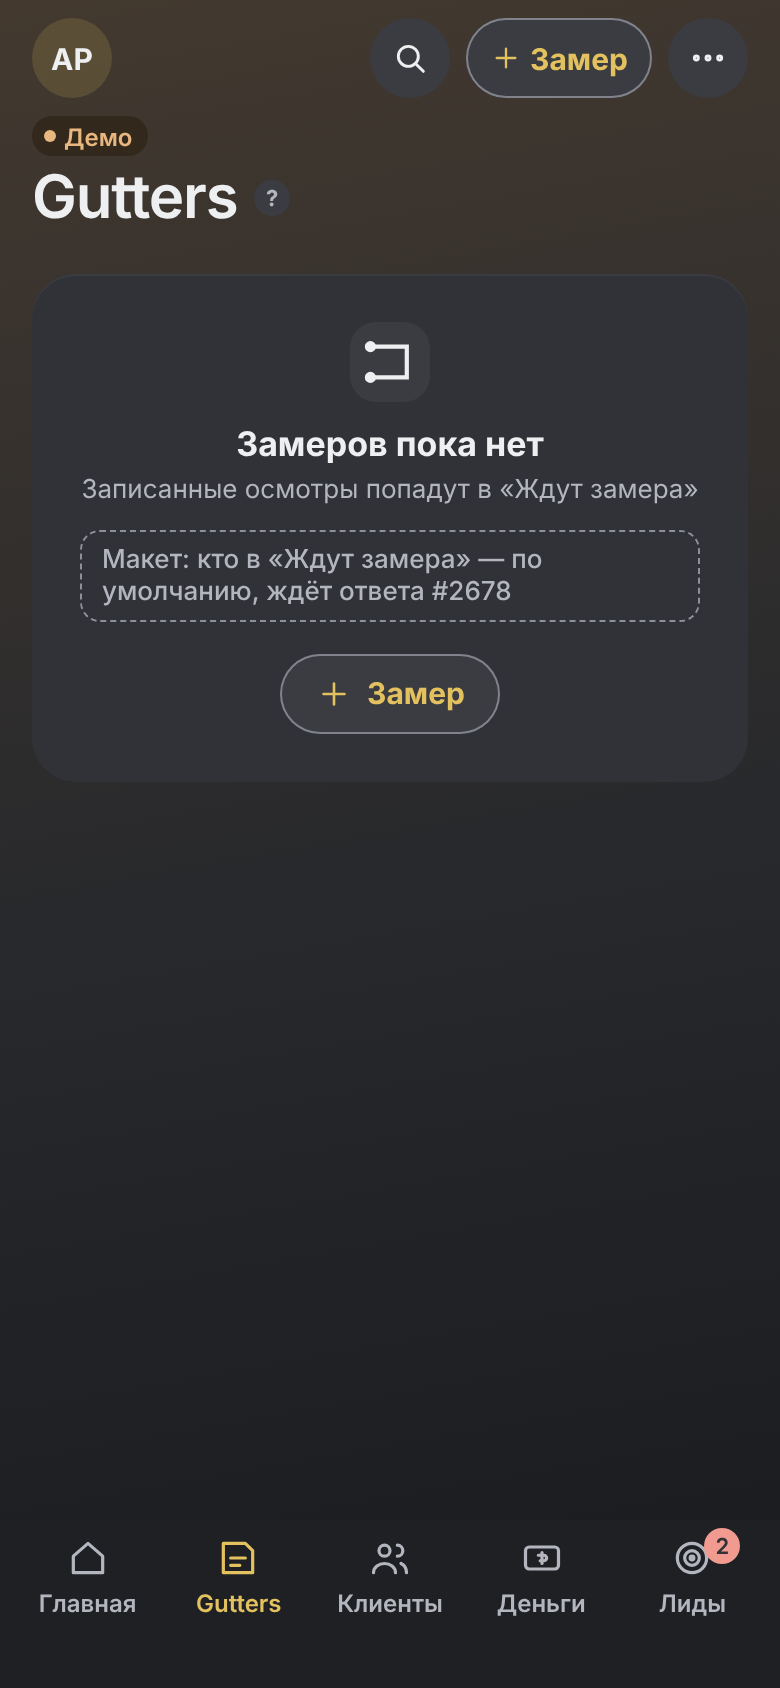 AP
+ Замер
Демо
Gutters ?
Замеров пока нет
Записанные осмотры попадут в «Ждут замера»
Макет: кто в «Ждут замера» — по
умолчанию, ждёт ответа #2678
+ Замер
2
Главная Gutters Клиенты Деньги Лиды